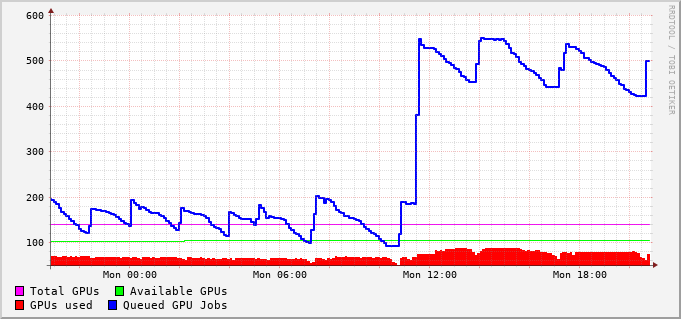 600
500
400
300
200
100
Mon 00:00 Mon 06:00 Mon 12:00 Mon 18:00
Total GPUs Available GPUs
GPUs used Queued GPU Jobs
RRDTOOL / TOBI OETIKER